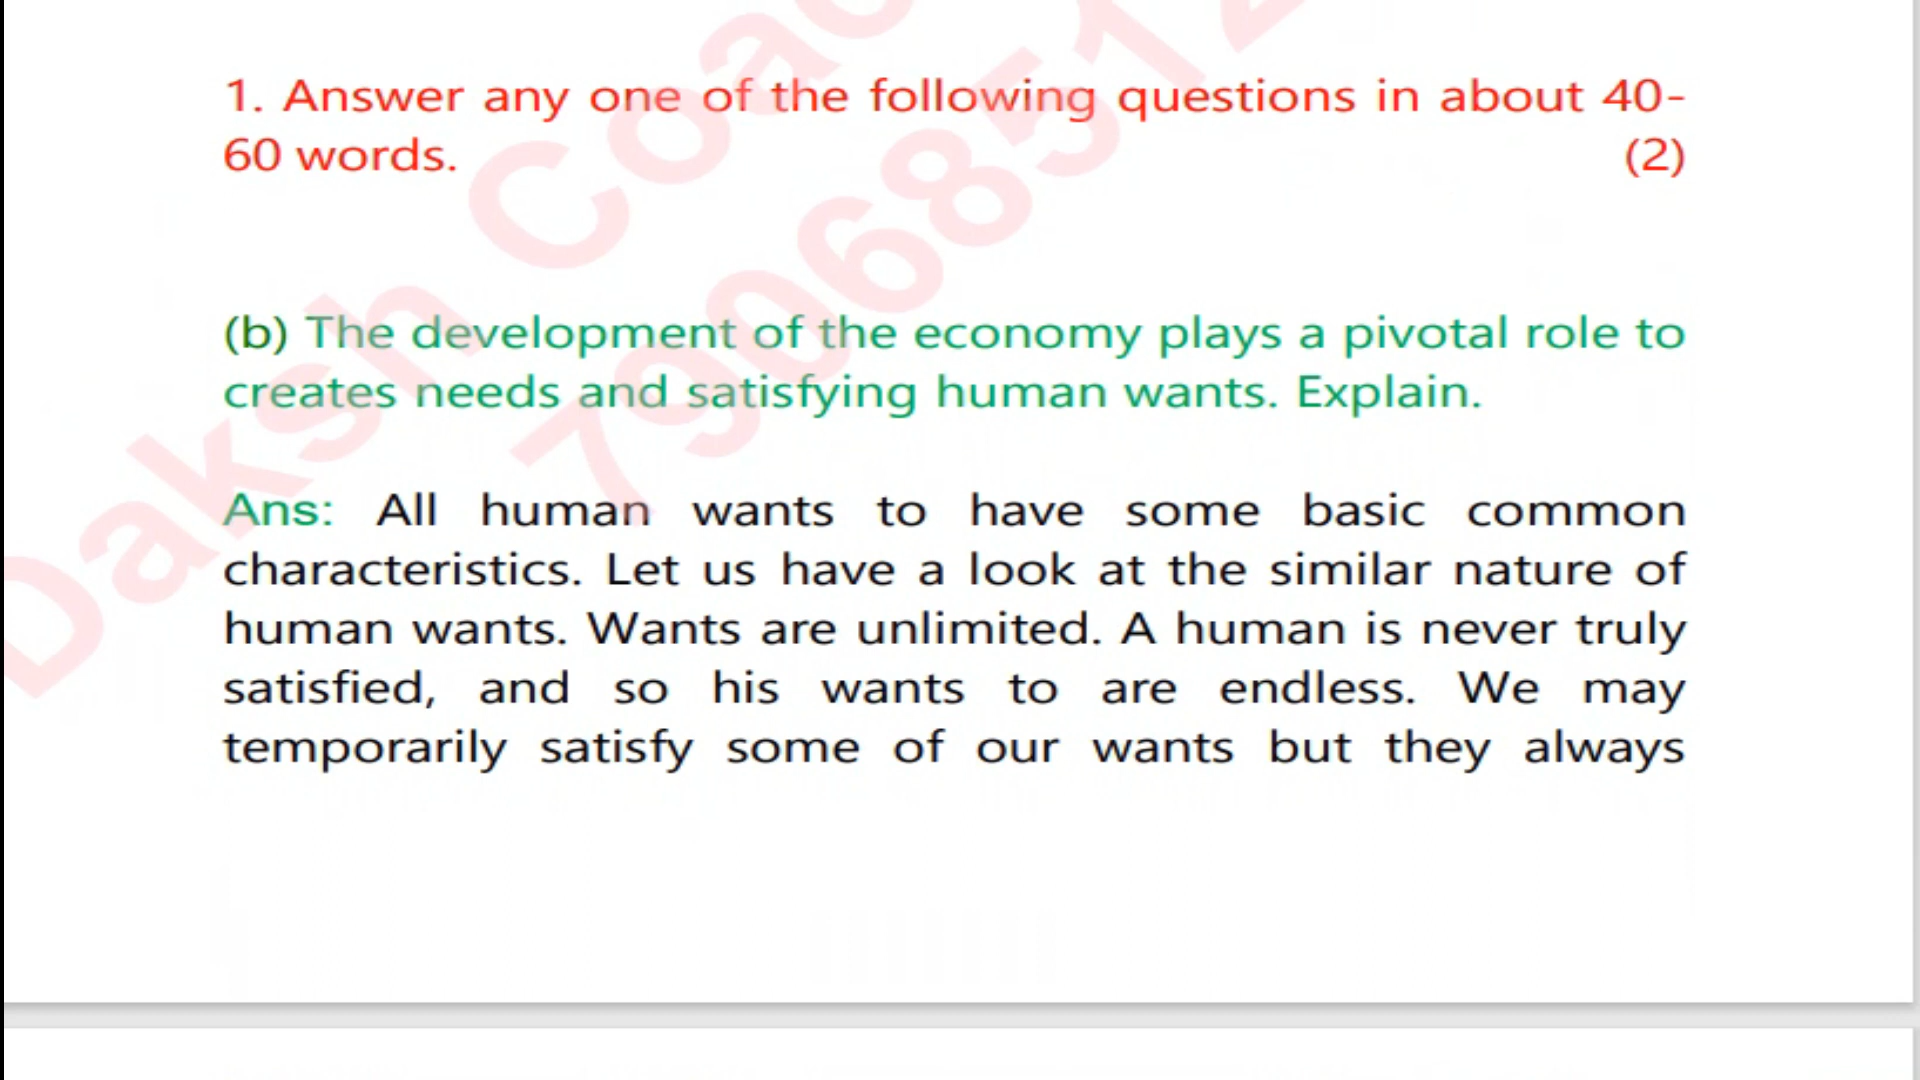 1. Answer any one of the following questions in about 40-
60 words. (2)
(b) The development of the economy plays a pivotal role to
creates needs and satisfying human wants. Explain.
Ans: All human wants to have some basic common
characteristics. Let us have a look at the similar nature of
human wants. Wants are unlimited. A human is never truly
satisfied, and so his wants to are endless. We may
temporarily satisfy some of our wants but they always
Daksh